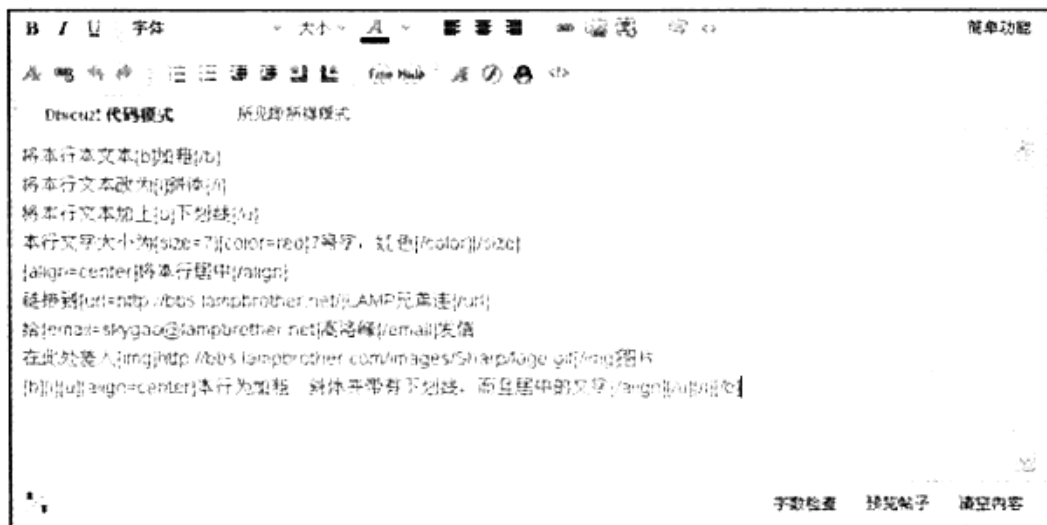 B I U 字体 大小 A 简单功能
Free Mode
Discuz! 代码模式 所见即所得模式
将本行本文本[b]加粗[/b]
将本行文本改为[i]斜体[/i]
将本行文本加上[u]下划线[/u]
本行文字大小为[size=7][color=red]7号字，红色[/color][/size]
[align=center]将本行居中[/align]
链接到[url=http://bbs.lampbrother.net/]LAMP兄弟连[/url]
给[email=skygao@lampbrother.net]高洛峰[/email]发信
在此处插入[img]http://bbs.lampbrother.com/images/Sharp/logo.gif[/img]图片
[b][i][u][align=center]本行为加粗 斜体并带有下划线，而且居中的文字[/align][/u][/i][/b]
字数检查 预览帖子 清空内容